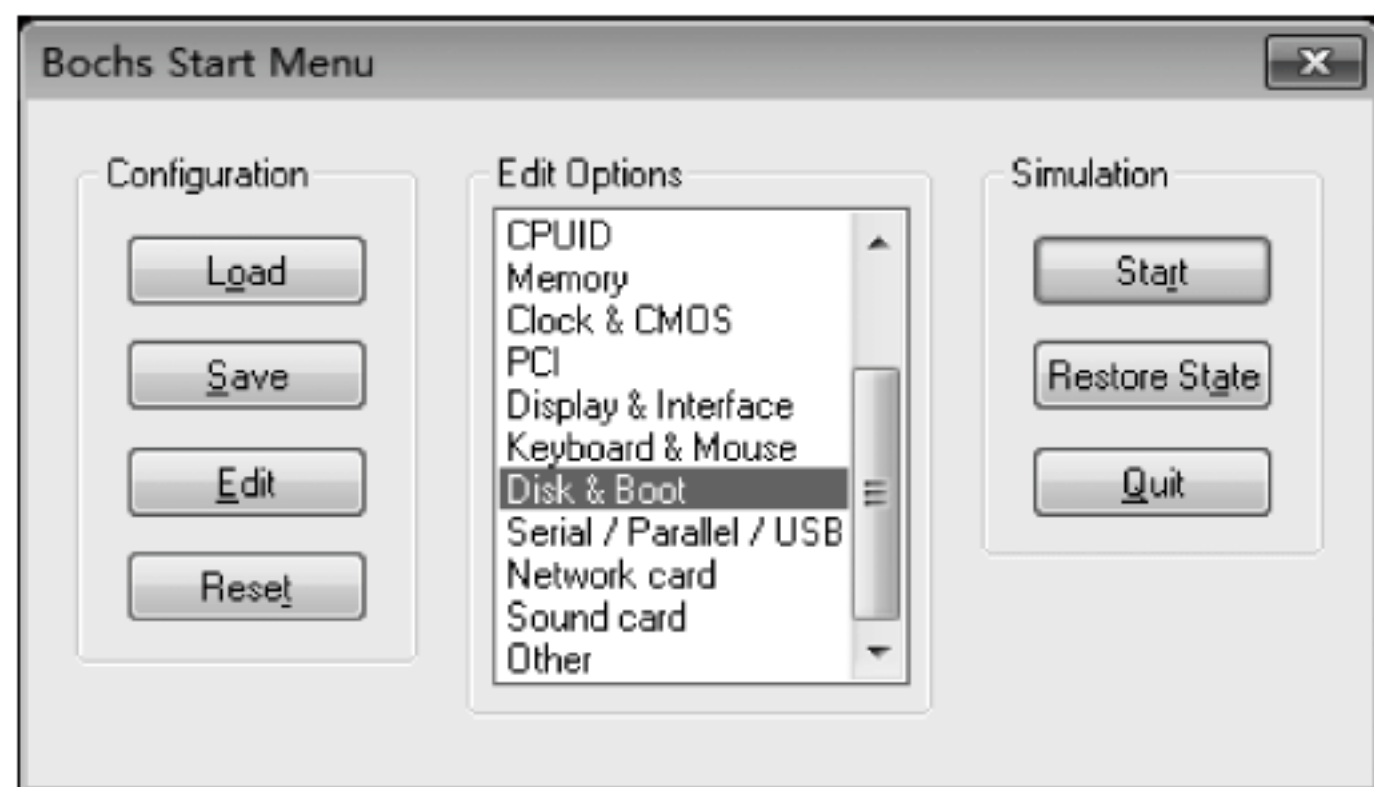 Bochs Start Menu
Configuration
Load
Save
Edit
Reset
Edit Options
CPUID
Memory
Clock & CMOS
PCI
Display & Interface
Keyboard & Mouse
Disk & Boot
Serial / Parallel / USB
Network card
Sound card
Other
Simulation
Start
Restore State
Quit